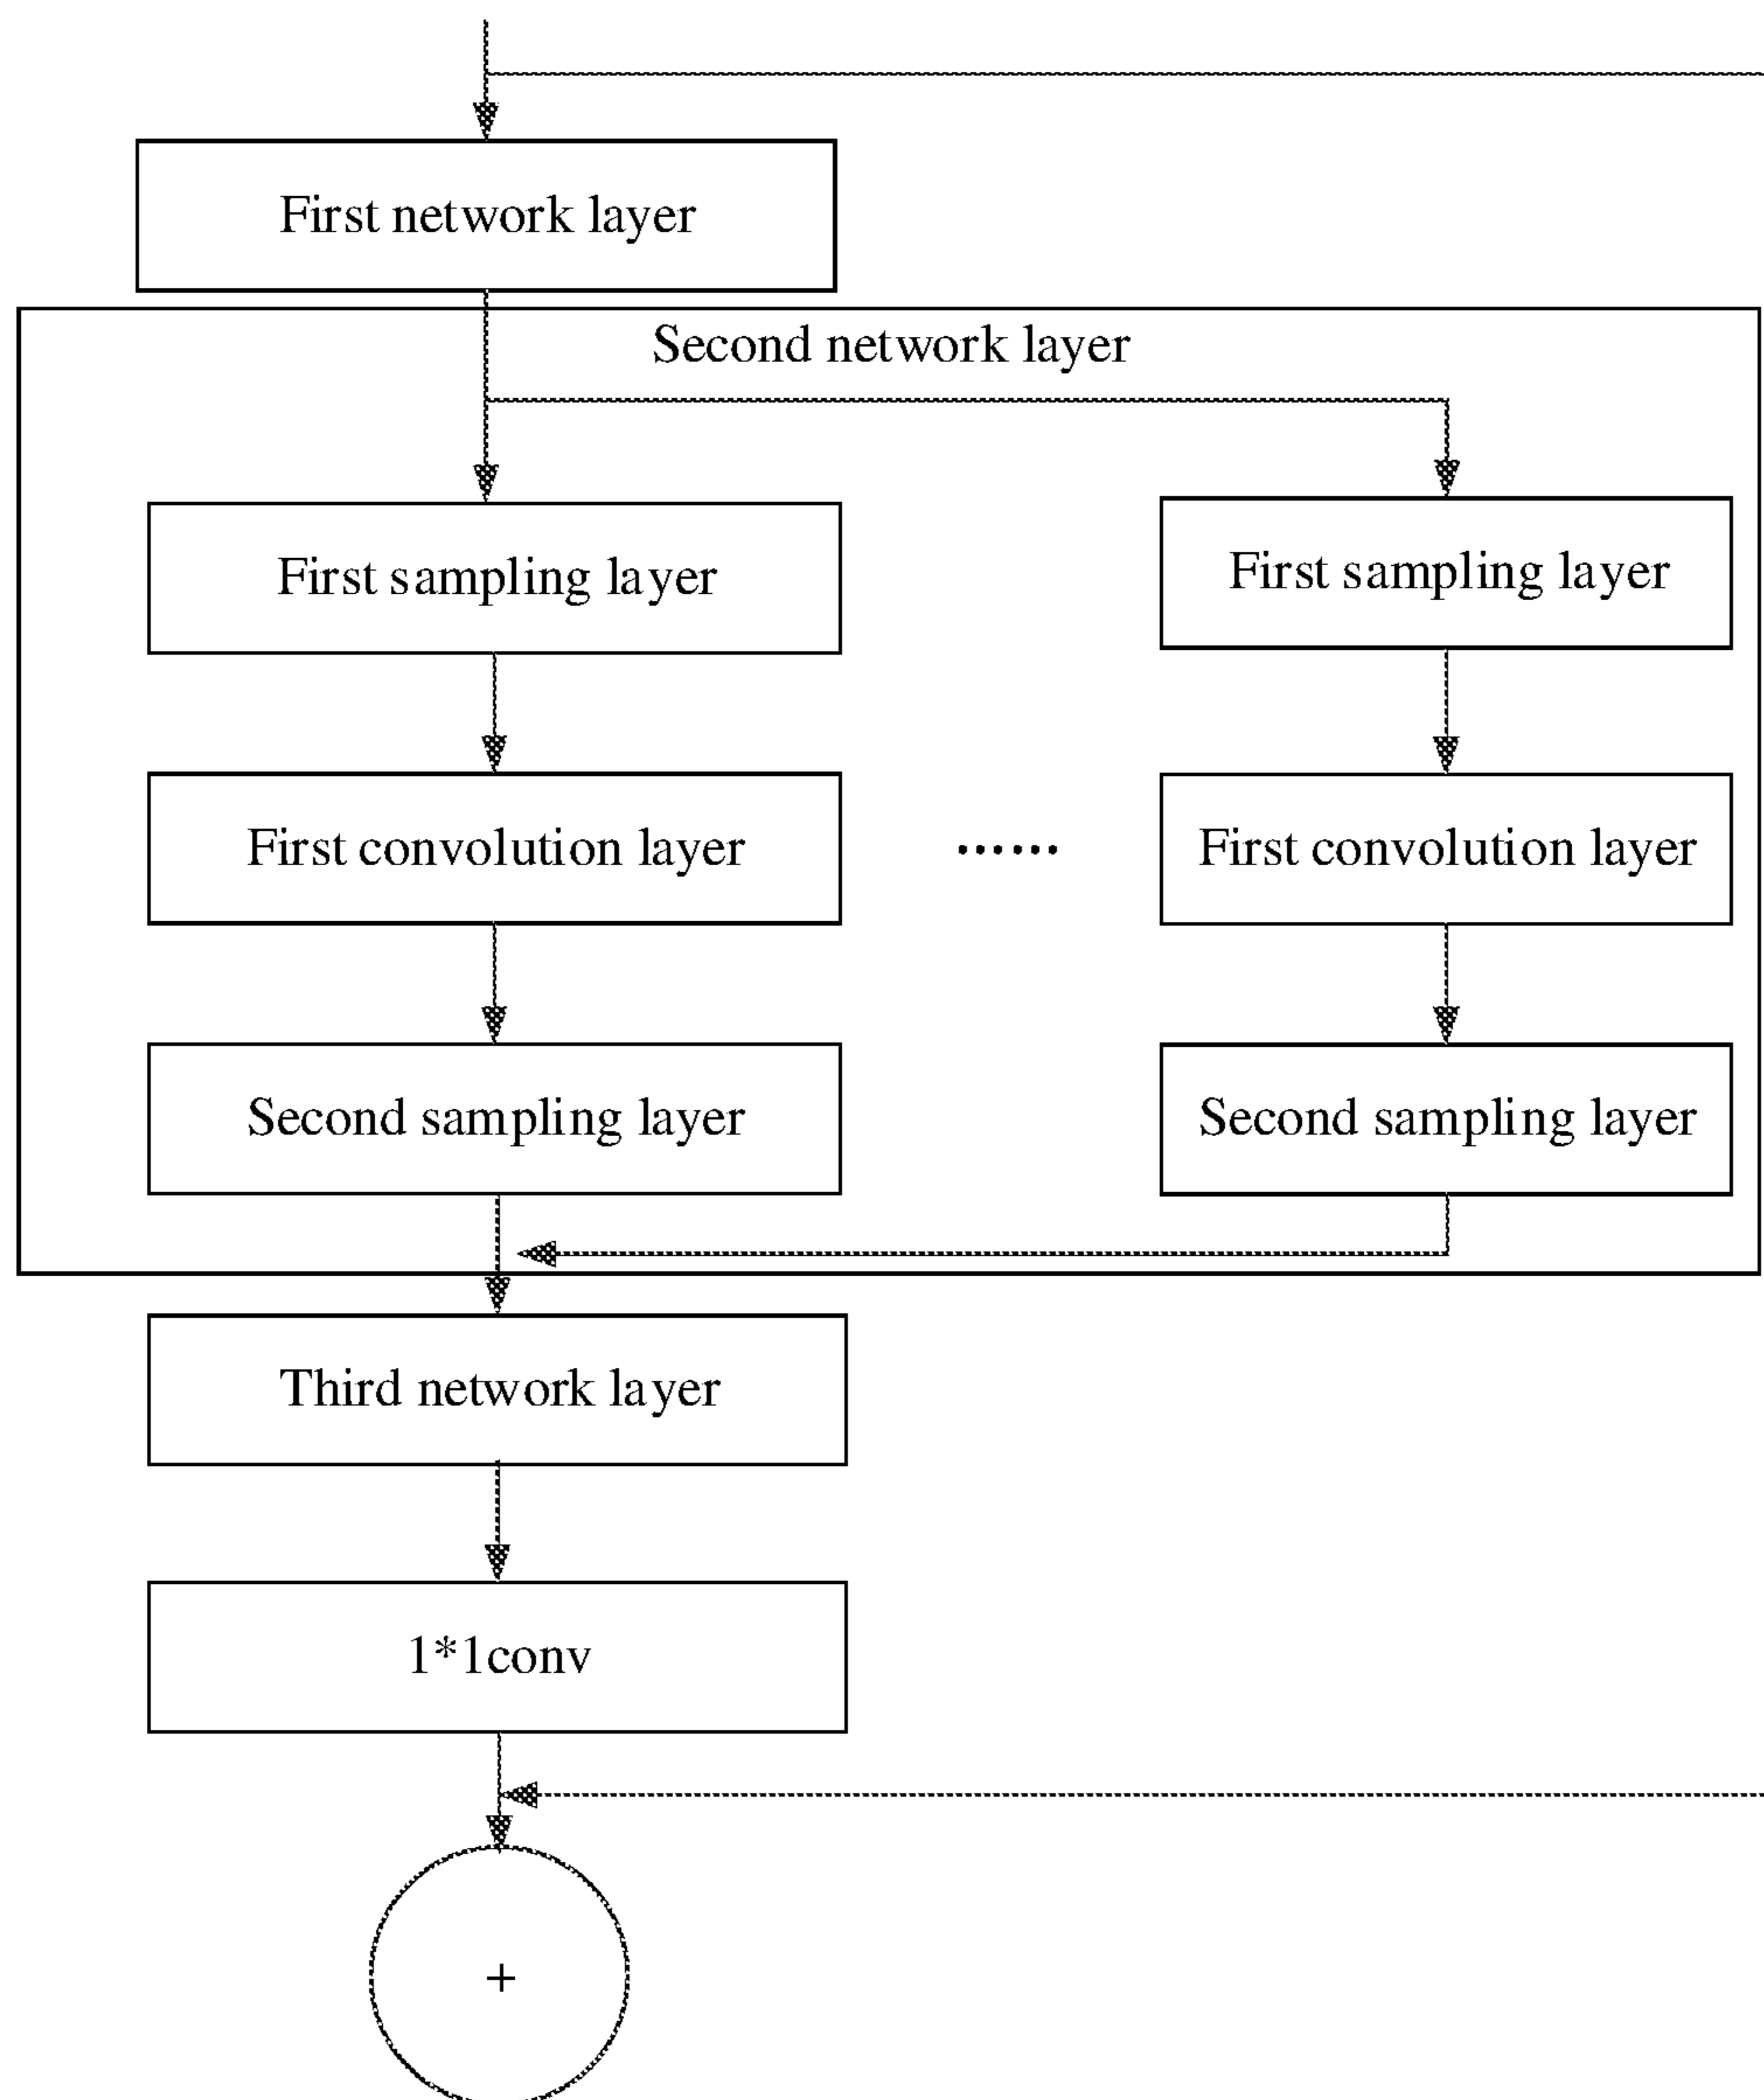 First network layer
Second network layer
First sampling layer
First sampling layer
First convolution layer
......
First convolution layer
Second sampling layer
Second sampling layer
Third network layer
1*1conv
+